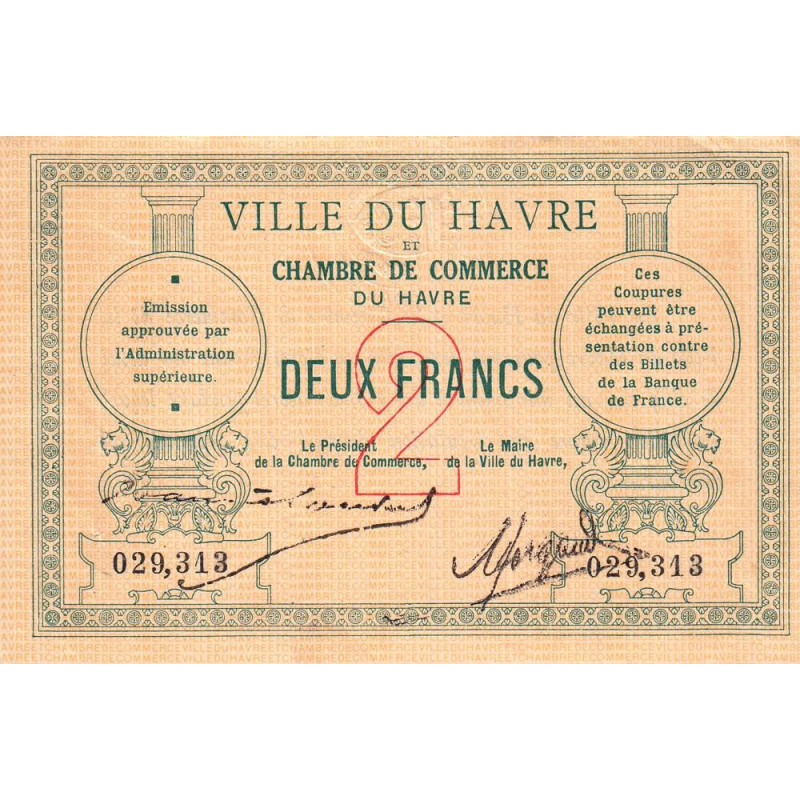 VILLE DU HAVRE
ET
CHAMBRE DE COMMERCE
DU HAVRE
Emission
approuvée par
l'Administration
supérieure.
DEUX FRANCS
2
Ces
Coupures
peuvent être
échangées à pré-
sentation contre
des Billets
de la Banque
de France.
Le Président
de la Chambre de Commerce,
Le Maire
de la Ville du Havre,
Morgand
029,313
029,313